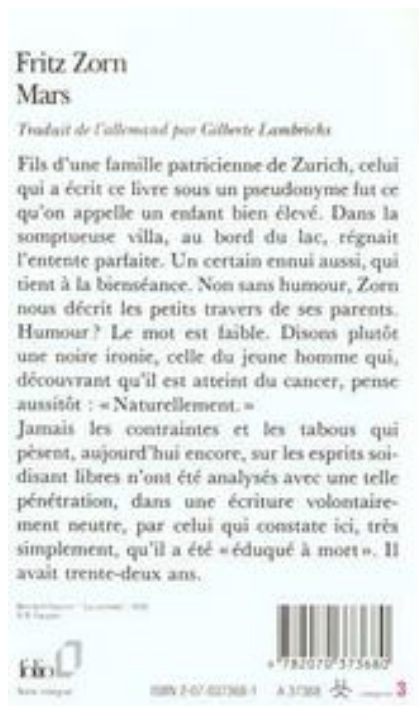 Fritz Zorn
Mars
Traduit de l'allemand par Gilberte Lambrichs
Fils d'une famille patricienne de Zurich, celui
qui a écrit ce livre sous un pseudonyme fut ce
qu'on appelle un enfant bien élevé. Dans la
somptueuse villa, au bord du lac, régnait
l'entente parfaite. Un certain ennui aussi, qui
tient à la bienséance. Non sans humour, Zorn
nous décrit les petits travers de ses parents.
Humour ? Le mot est faible. Disons plutôt
une noire ironie, celle du jeune homme qui,
découvrant qu'il est atteint du cancer, pense
aussitôt : « Naturellement. »
Jamais les contraintes et les tabous qui
pèsent, aujourd'hui encore, sur les esprits soi-
disant libres n'ont été analysés avec une telle
pénétration, dans une écriture volontaire-
ment neutre, par celui qui constate ici, très
simplement, qu'il a été « éduqué à mort ». Il
avait trente-deux ans.
9 782070 373680
folio
Texte intégral
ISBN 2-07-037368-1 A 37368 catégorie 3